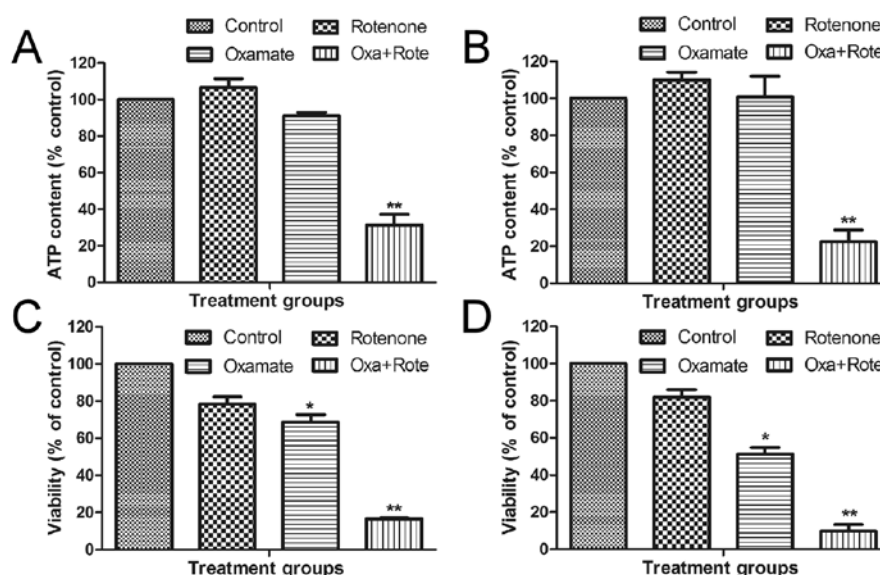 A
Control Rotenone
Oxamate Oxa+Rote
ATP content (% control)
120
100
80
60
40
20
0
**
Treatment groups
B
Control Rotenone
Oxamate Oxa+Rote
ATP content (% control)
120
100
80
60
40
20
0
**
Treatment groups
C
Control Rotenone
Oxamate Oxa+Rote
Viability (% of control)
120
100
80
60
40
20
0
*
**
Treatment groups
D
Control Rotenone
Oxamate Oxa+Rote
Viability (% of control)
120
100
80
60
40
20
0
*
**
Treatment groups